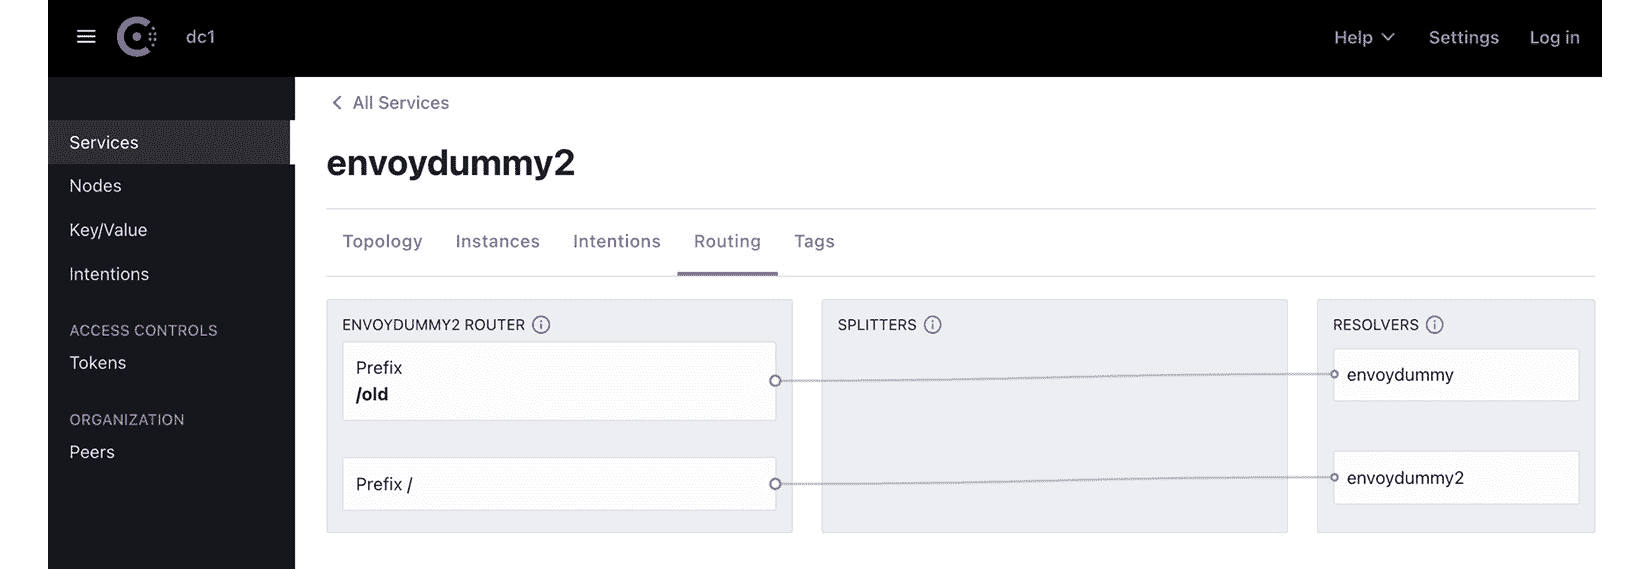 dc1
Help
Settings
Log in
Services
Nodes
Key/Value
Intentions
ACCESS CONTROLS
Tokens
ORGANIZATION
Peers
All Services
envoydummy2
Topology
Instances
Intentions
Routing
Tags
ENVOYDUMMY2 ROUTER
Prefix
/old
Prefix /
SPLITTERS
RESOLVERS
envoydummy
envoydummy2